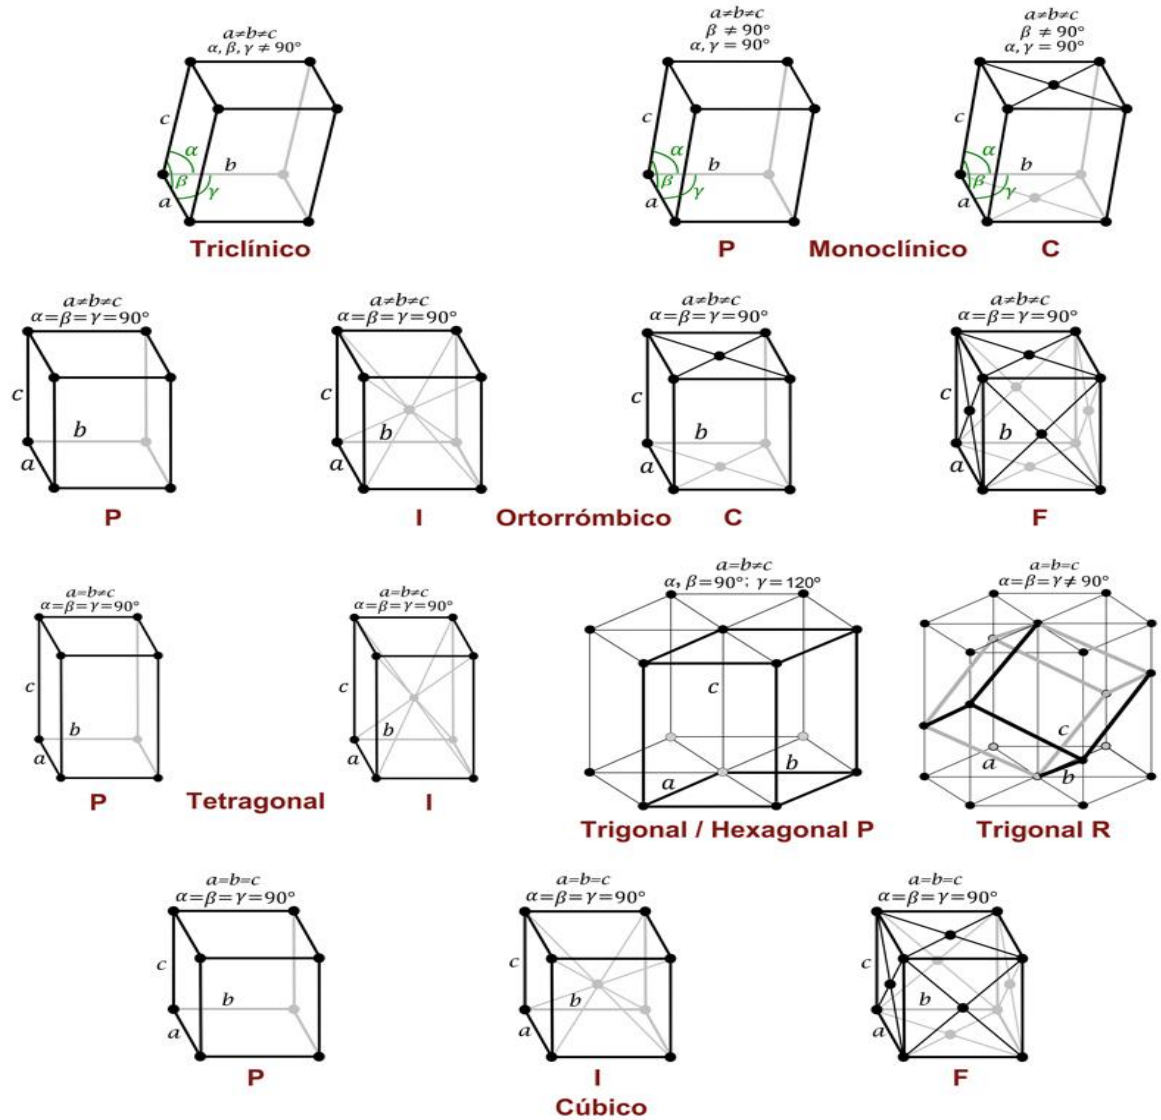 a≠b≠c
α, β, γ ≠ 90°
c
α
β
γ
b
a
Triclínico
a≠b≠c
β ≠ 90°
α, γ = 90°
c
α
β
γ
b
a
P
Monoclínico
a≠b≠c
β ≠ 90°
α, γ = 90°
c
α
β
γ
b
a
C
a≠b≠c
α=β=γ=90°
c
b
a
P
a≠b≠c
α=β=γ=90°
c
b
a
I
Ortorrómbico
a≠b≠c
α=β=γ=90°
c
b
a
C
a≠b≠c
α=β=γ=90°
c
b
a
F
a=b≠c
α=β=γ=90°
c
b
a
P
Tetragonal
a=b≠c
α=β=γ=90°
c
b
a
I
a=b≠c
α, β=90°; γ=120°
c
a
b
Trigonal / Hexagonal P
a=b=c
α=β=γ≠ 90°
c
a
b
Trigonal R
a=b=c
α=β=γ=90°
c
b
a
P
a=b=c
α=β=γ=90°
c
b
a
I
Cúbico
a=b=c
α=β=γ=90°
c
b
a
F